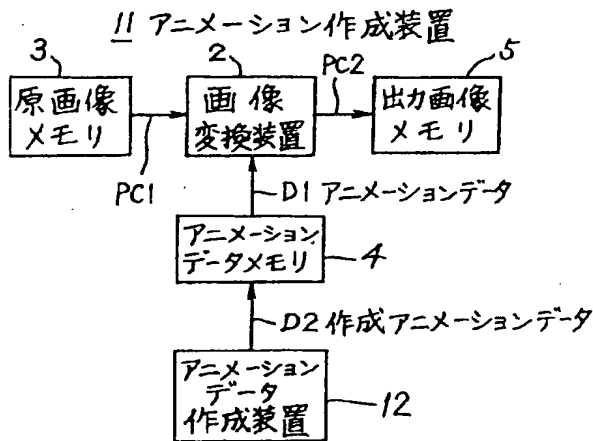 11 アニメーション作成装置
3
2
PC2
5
原画像
メモリ
画像
変換装置
出力画像
メモリ
PC1
D1 アニメーションデータ
アニメーション
データメモリ
4
D2 作成アニメーションデータ
アニメーション
データ
作成装置
12